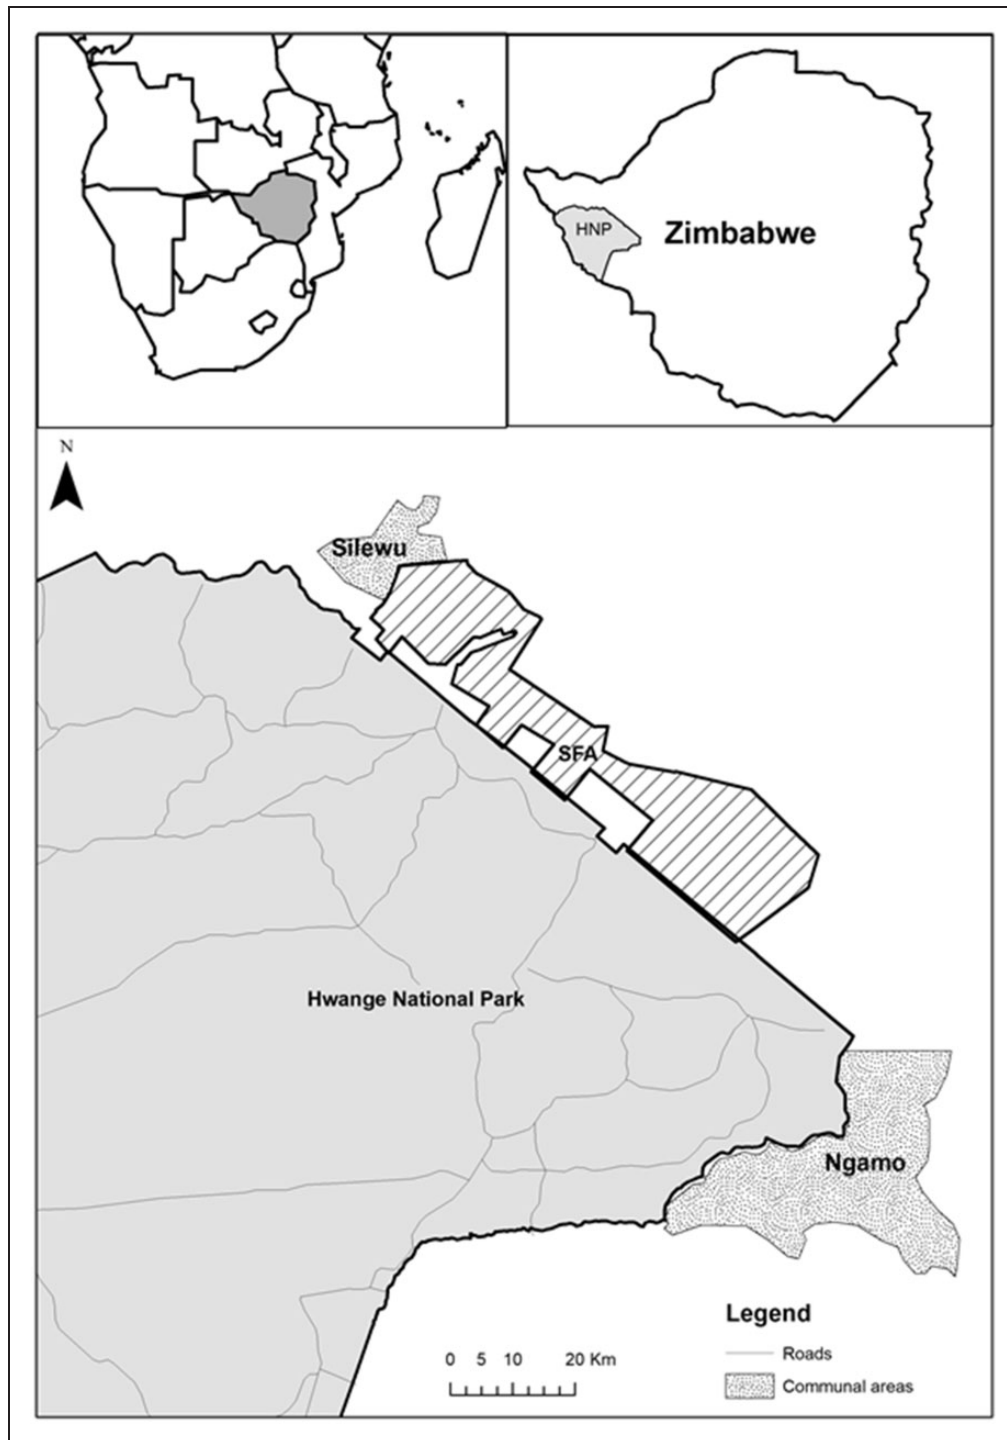 HNP
Zimbabwe
N
Silewu
SFA
Hwange National Park
Ngamo
Legend
0 5 10 20 Km
Roads
Communal areas